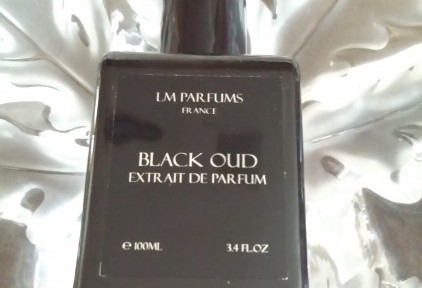 LM PARFUMS
FRANCE
BLACK OUD
EXTRAIT DE PARFUM
e 100ML 3.4 FL.OZ